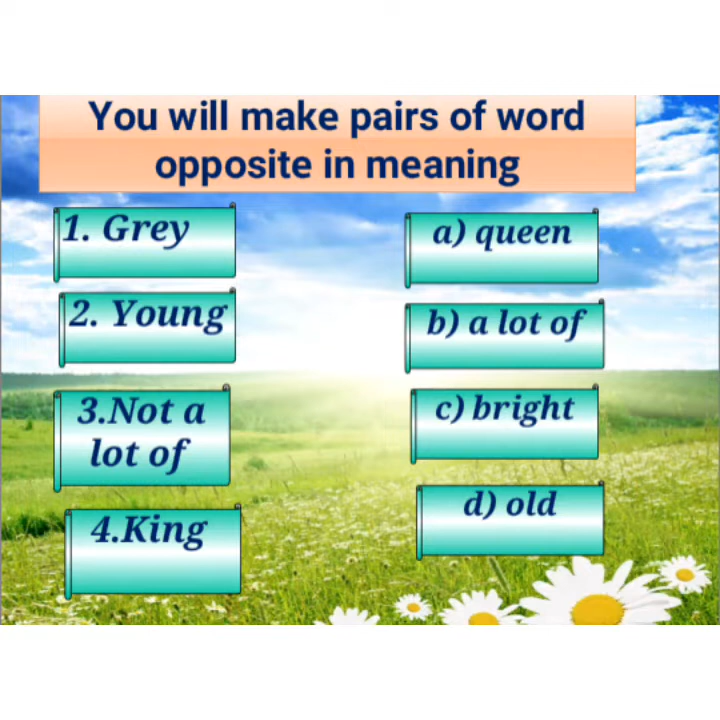 You will make pairs of word
opposite in meaning
1. Grey
2. Young
3.Not a
lot of
4.King
a) queen
b) a lot of
c) bright
d) old